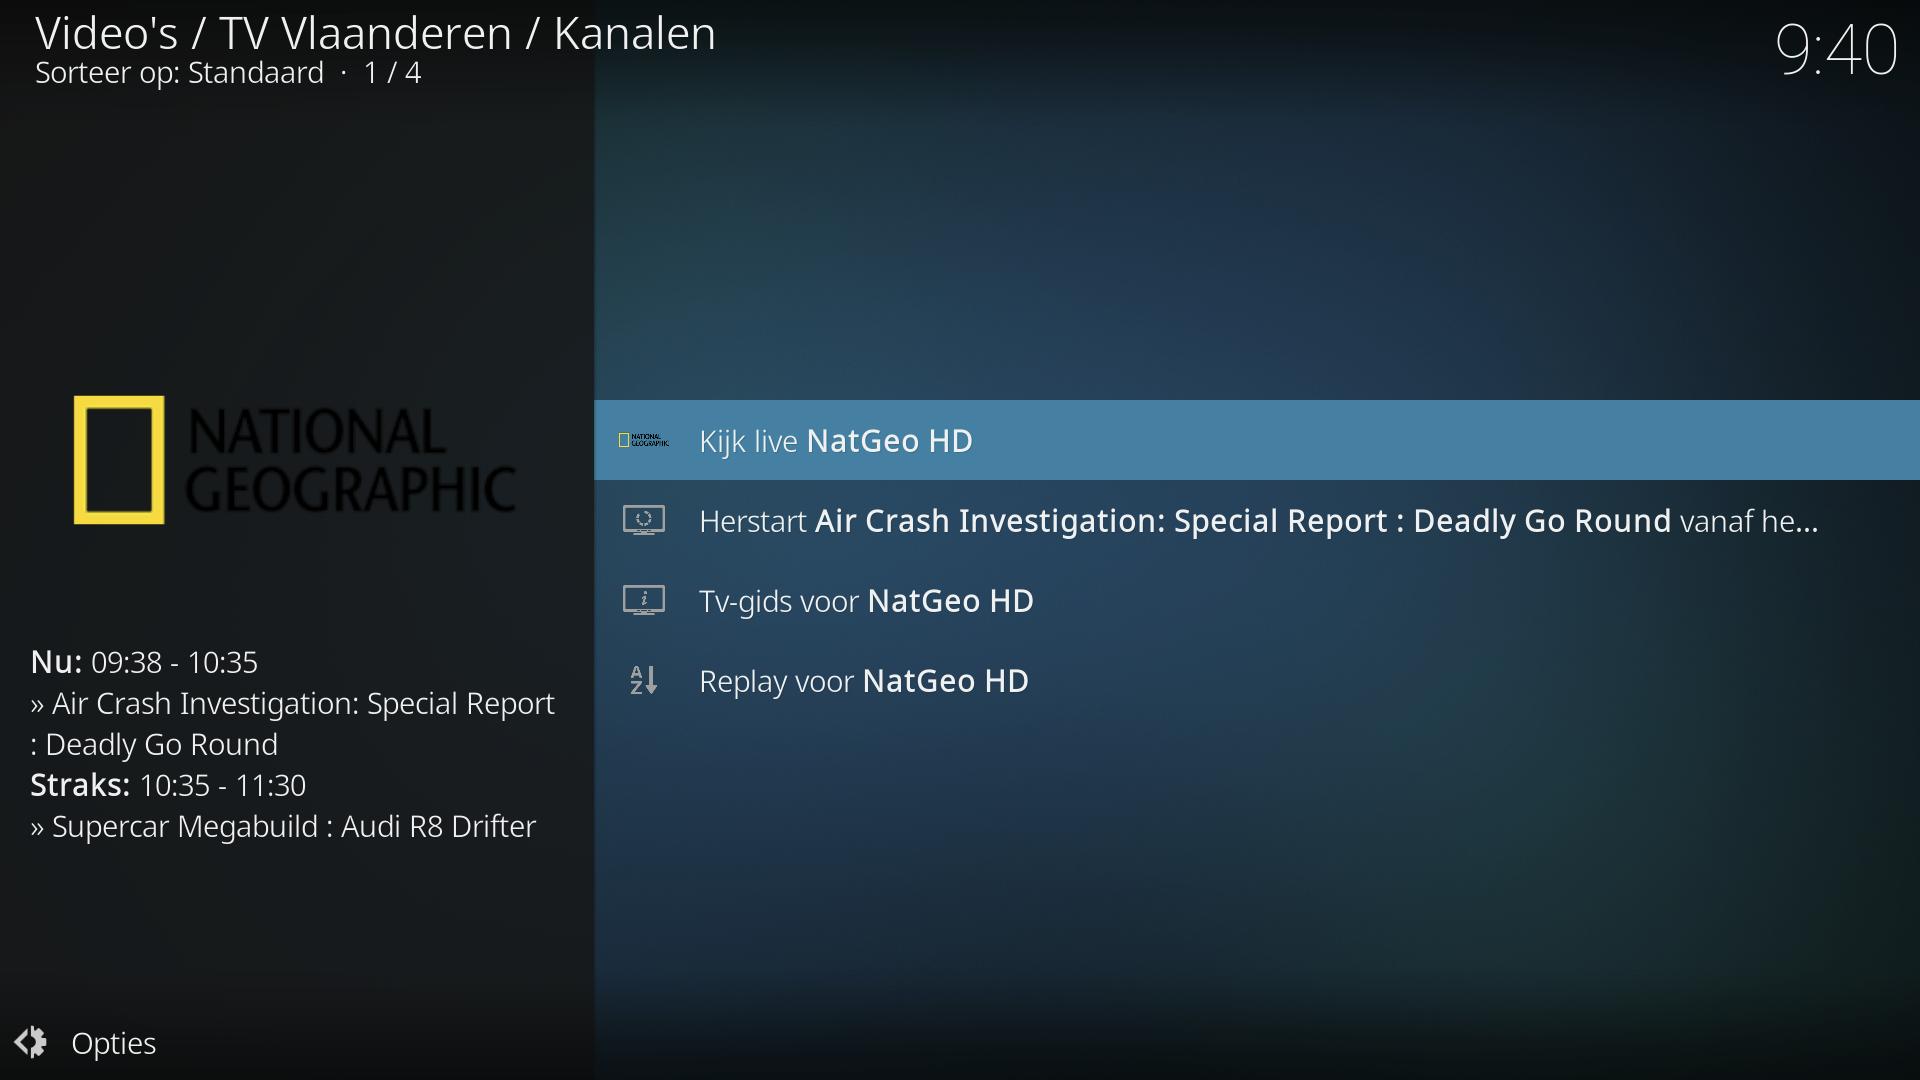 Video's / TV Vlaanderen / Kanalen
Sorteer op: Standaard · 1 / 4
9:40
NATIONAL
GEOGRAPHIC
Nu: 09:38 - 10:35
» Air Crash Investigation: Special Report
: Deadly Go Round
Straks: 10:35 - 11:30
» Supercar Megabuild : Audi R8 Drifter
NATIONAL
GEOGRAPHIC
Kijk live NatGeo HD
Herstart Air Crash Investigation: Special Report : Deadly Go Round vanaf he...
Tv-gids voor NatGeo HD
A
Z
Replay voor NatGeo HD
Opties